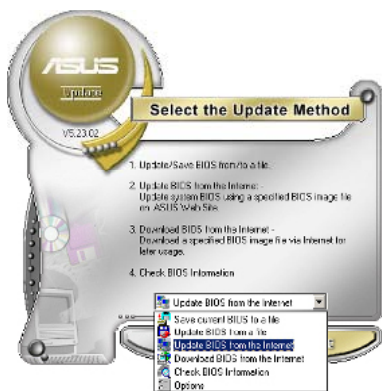 ASUS
Update
V5.23.02
Select the Update Method
1. Update/Save BIOS from/to a file.
2. Update BIOS from the Internet -
Update system BIOS using a specified BIOS image file
on ASUS Web Site.
3. Download BIOS from the Internet -
Download a specified BIOS image file via Internet for
later usage.
4. Check BIOS Information
Update BIOS from the Internet
Save current BIOS to a file
Update BIOS from a file
Update BIOS from the Internet
Download BIOS from the Internet
Check BIOS Information
Options